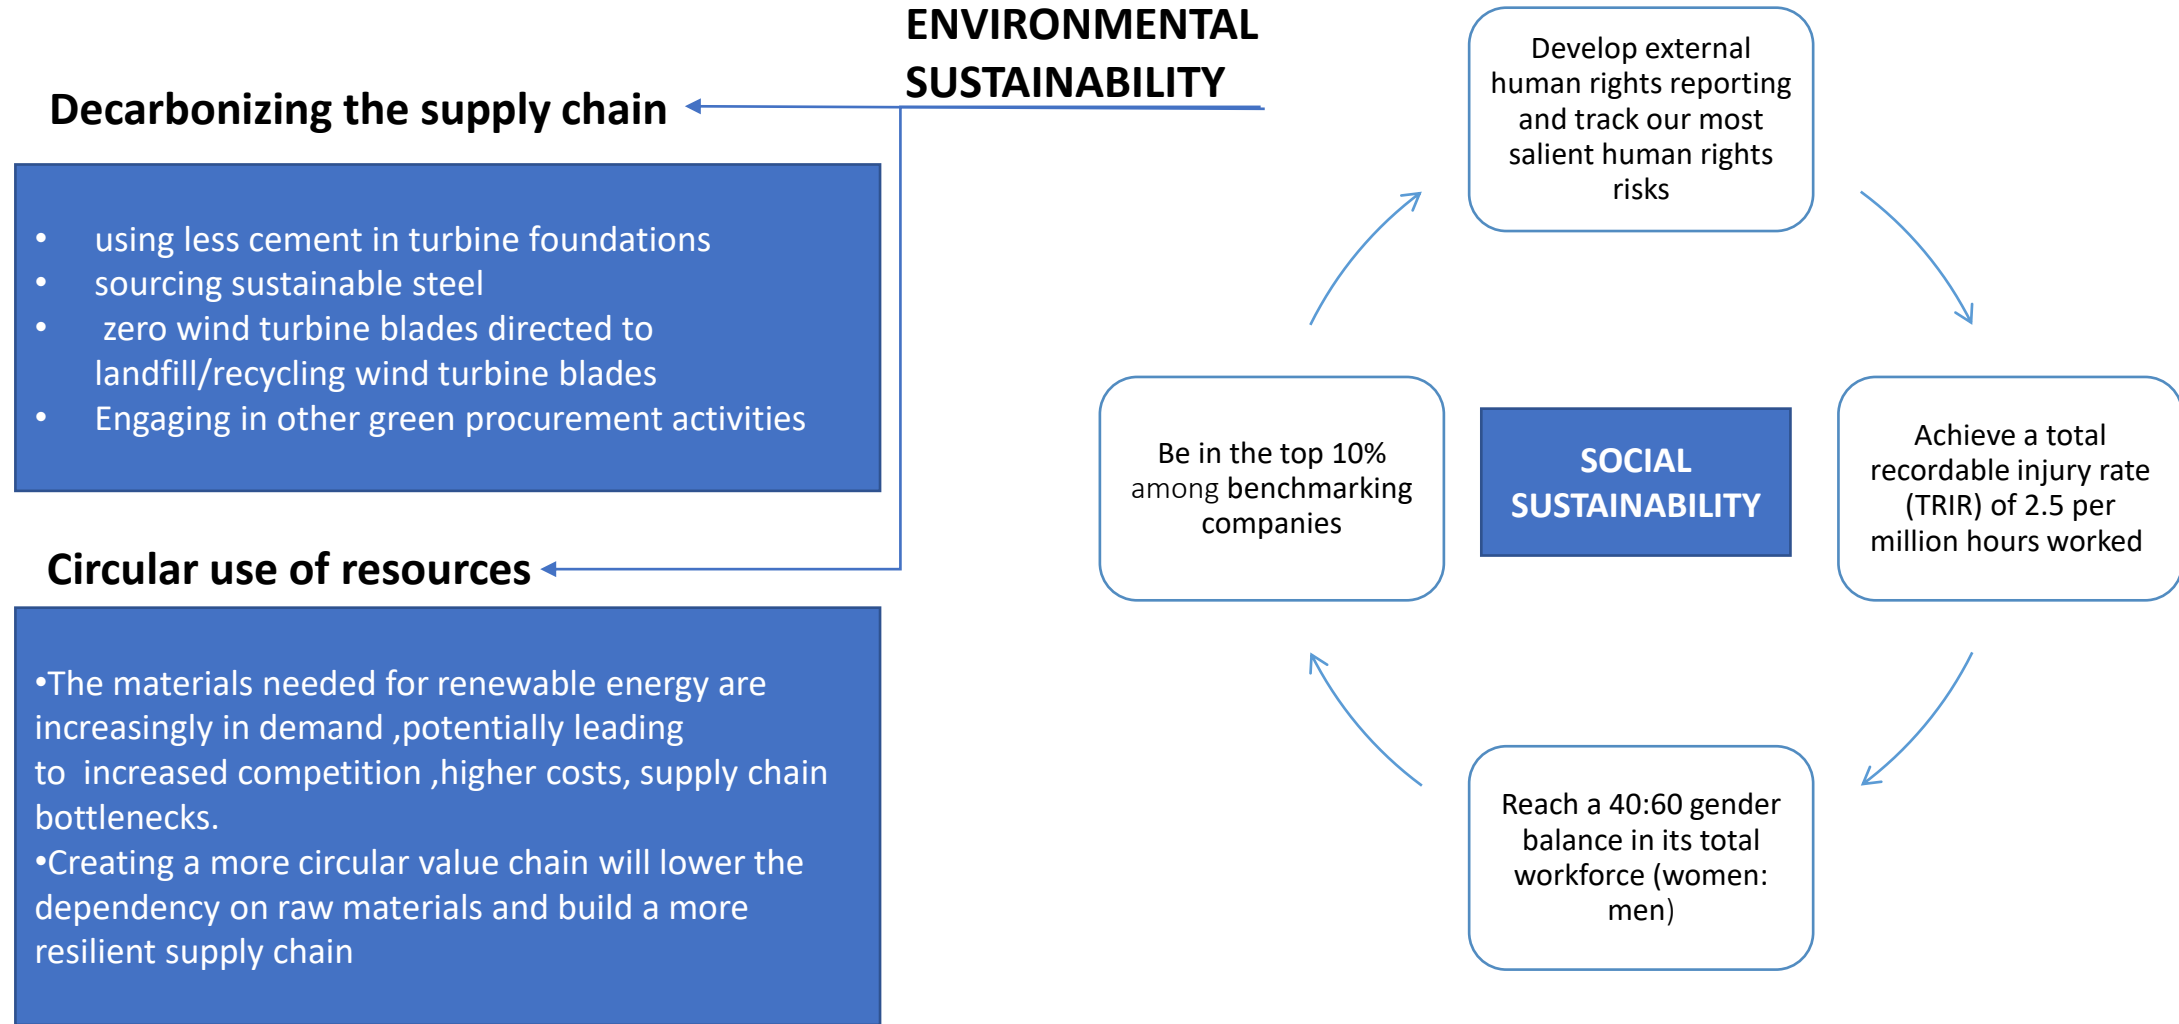 ENVIRONMENTAL
SUSTAINABILITY
Decarbonizing the supply chain
• using less cement in turbine foundations
• sourcing sustainable steel
• zero wind turbine blades directed to
landfill/recycling wind turbine blades
• Engaging in other green procurement activities
Circular use of resources
•The materials needed for renewable energy are
increasingly in demand ,potentially leading
to  increased competition ,higher costs, supply chain
bottlenecks.
•Creating a more circular value chain will lower the
dependency on raw materials and build a more
resilient supply chain
Develop external
human rights reporting
and track our most
salient human rights
risks
Achieve a total
recordable injury rate
(TRIR) of 2.5 per
million hours worked
Reach a 40:60 gender
balance in its total
workforce (women:
men)
Be in the top 10%
among benchmarking
companies
SOCIAL
SUSTAINABILITY